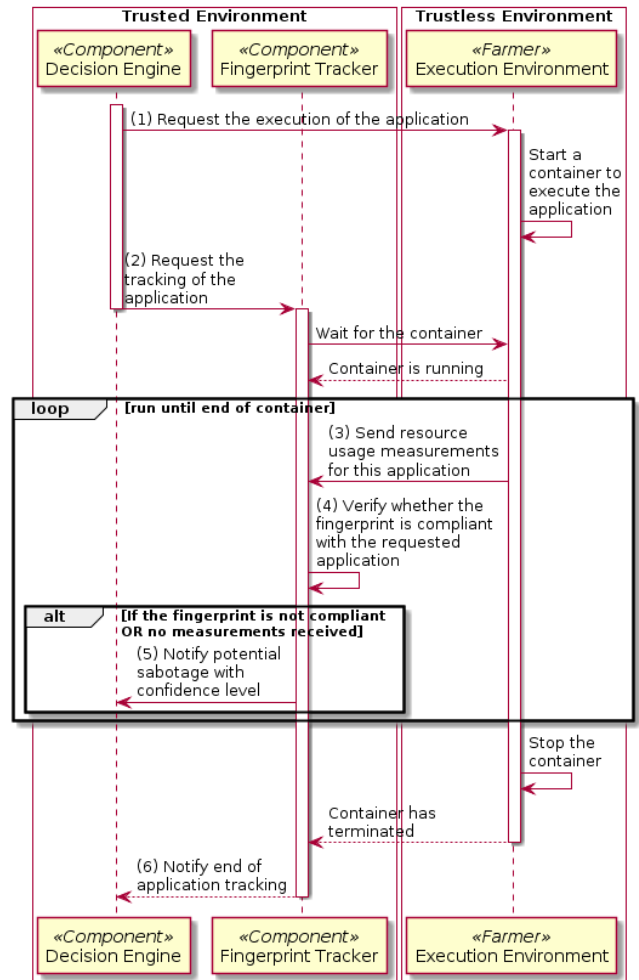 Trusted Environment
Trustless Environment
«Component»
Decision Engine
«Component»
Fingerprint Tracker
«Farmer»
Execution Environment
(1) Request the execution of the application
Start a
container to
execute the
application
(2) Request the
tracking of the
application
Wait for the container
Container is running
loop
[run until end of container]
(3) Send resource
usage measurements
for this application
(4) Verify whether the
fingerprint is compliant
with the requested
application
alt
[If the fingerprint is not compliant
OR no measurements received]
(5) Notify potential
sabotage with
confidence level
Stop the
container
Container has
terminated
(6) Notify end of
application tracking
«Component»
Decision Engine
«Component»
Fingerprint Tracker
«Farmer»
Execution Environment